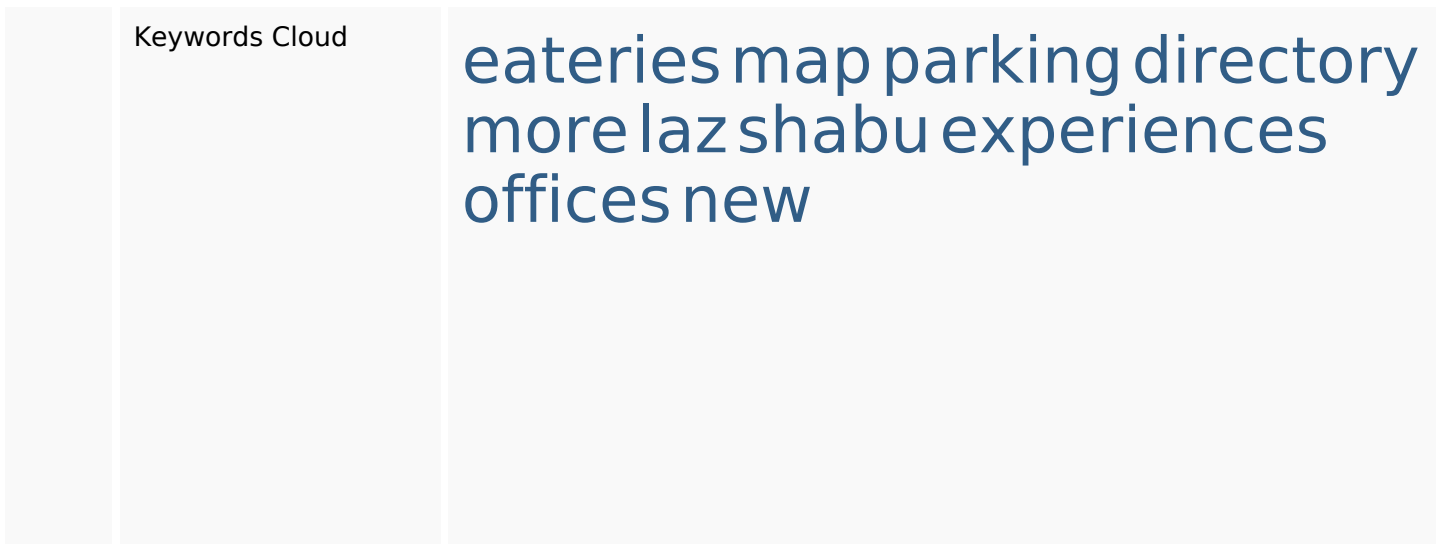 Keywords Cloud
eateries map parking directory
more laz shabu experiences
offices new